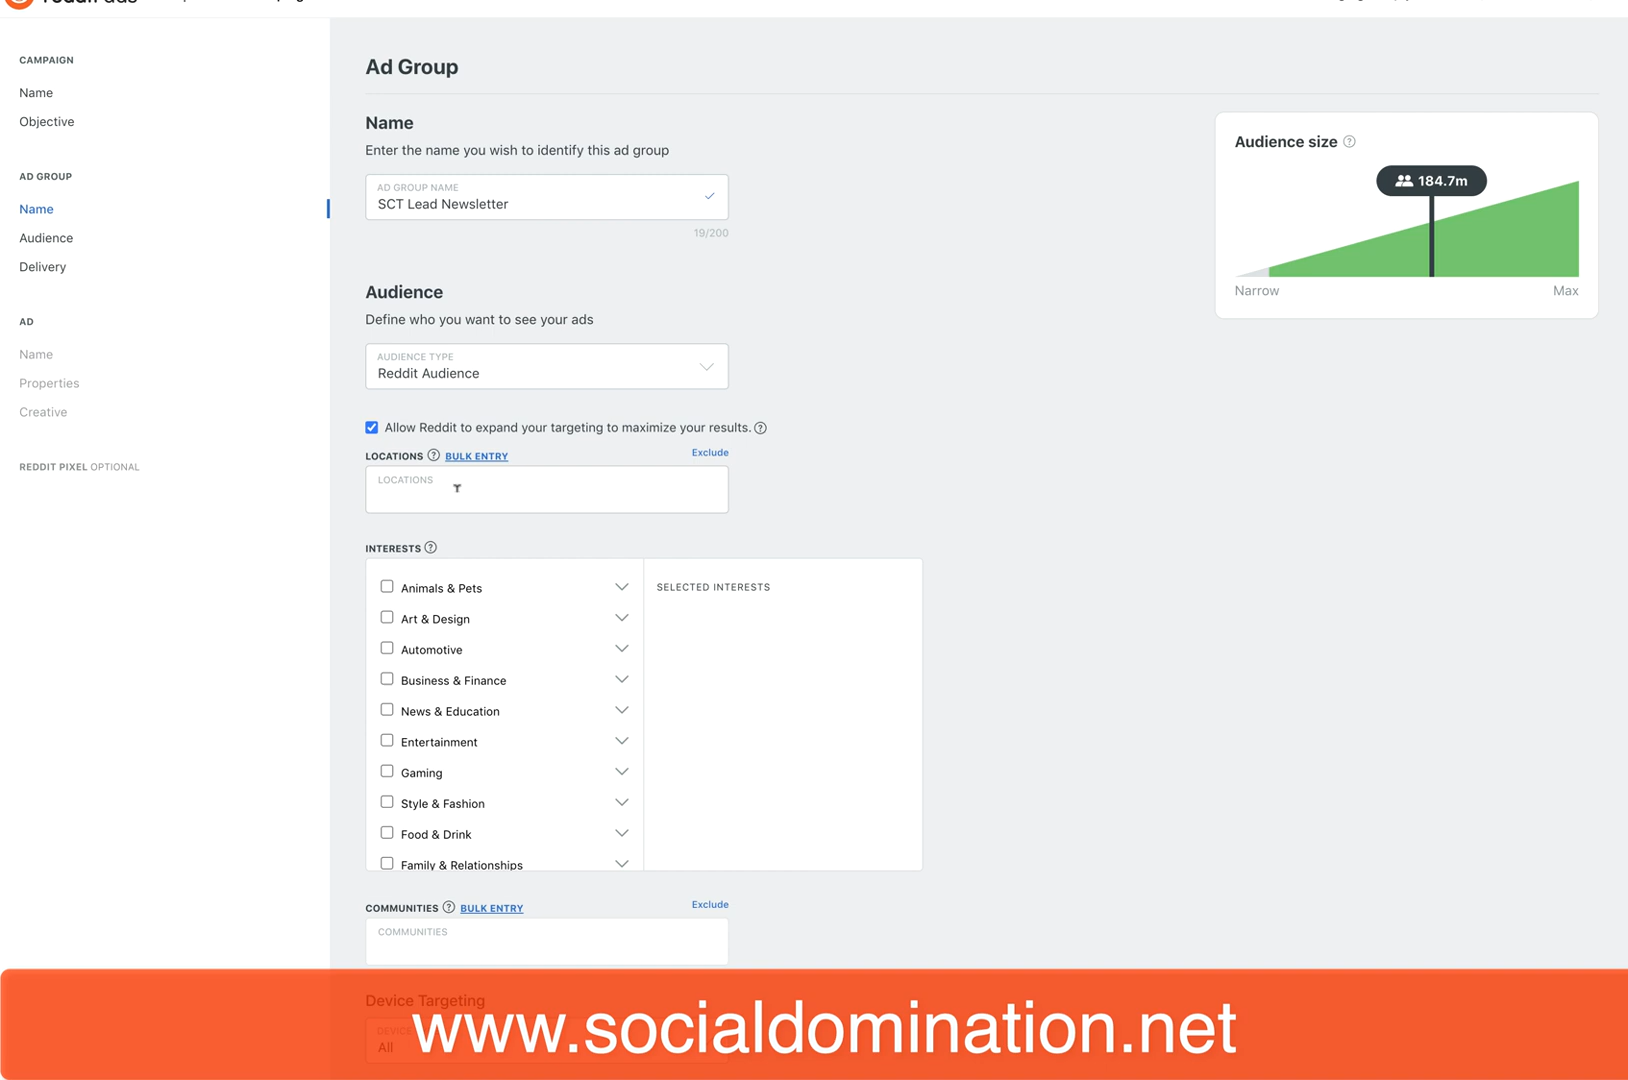 CAMPAIGN
Name
Objective
AD GROUP
Name
Audience
Delivery
AD
Name
Properties
Creative
REDDIT PIXEL OPTIONAL
Ad Group
Name
Enter the name you wish to identify this ad group
AD GROUP NAME
SCT Lead Newsletter
19/200
Audience
Define who you want to see your ads
AUDIENCE TYPE
Reddit Audience
Allow Reddit to expand your targeting to maximize your results.
LOCATIONS BULK ENTRY Exclude
LOCATIONS
INTERESTS
Animals & Pets
Art & Design
Automotive
Business & Finance
News & Education
Entertainment
Gaming
Style & Fashion
Food & Drink
Family & Relationships
SELECTED INTERESTS
COMMUNITIES BULK ENTRY Exclude
COMMUNITIES
Device Targeting
DEVICE
All
Audience size
184.7m
Narrow Max
www.socialdomination.net